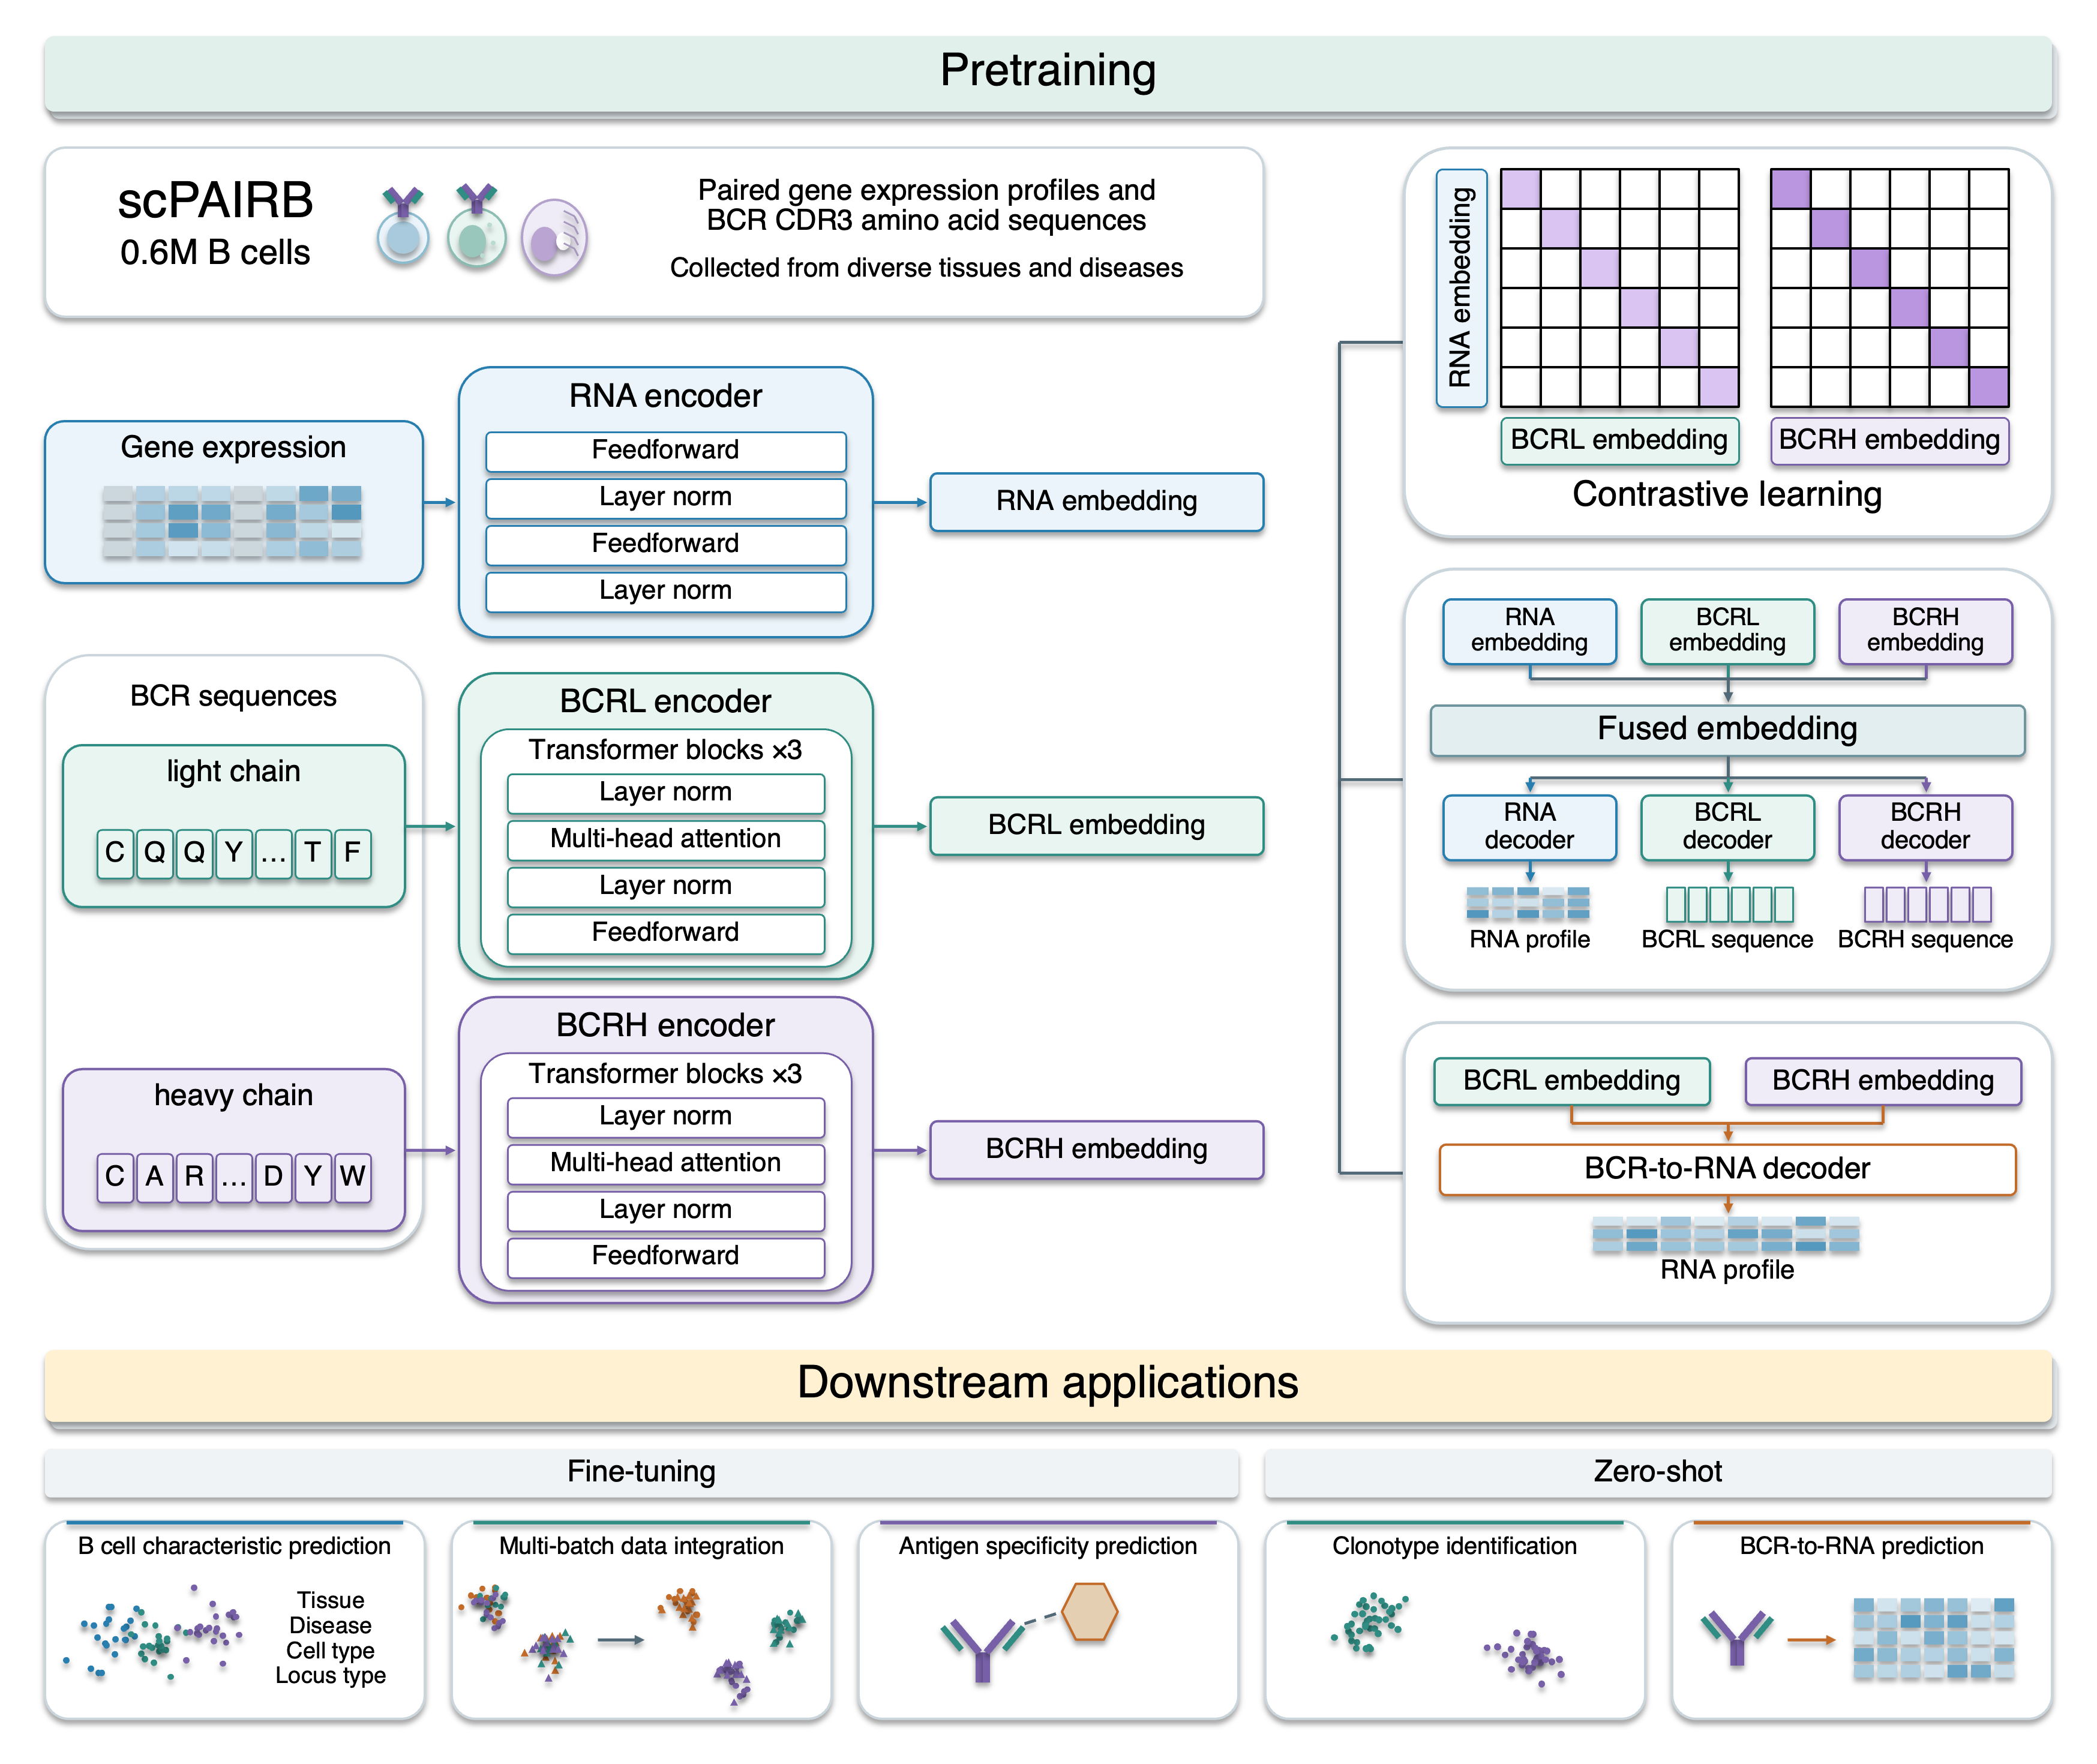 Pretraining
scPAIRB
0.6M B cells
Paired gene expression profiles and
BCR CDR3 amino acid sequences
Collected from diverse tissues and diseases
Gene expression
RNA encoder
Feedforward
Layer norm
Feedforward
Layer norm
RNA embedding
BCR sequences
light chain
C Q Q Y ... T F
BCRL encoder
Transformer blocks ×3
Layer norm
Multi-head attention
Layer norm
Feedforward
BCRL embedding
heavy chain
C A R ... D Y W
BCRH encoder
Transformer blocks ×3
Layer norm
Multi-head attention
Layer norm
Feedforward
BCRH embedding
RNA embedding
BCRL embedding
BCRH embedding
Contrastive learning
RNA
embedding
BCRL
embedding
BCRH
embedding
Fused embedding
RNA
decoder
BCRL
decoder
BCRH
decoder
RNA profile
BCRL sequence
BCRH sequence
BCRL embedding
BCRH embedding
BCR-to-RNA decoder
RNA profile
Downstream applications
Fine-tuning
Zero-shot
B cell characteristic prediction
Tissue
Disease
Cell type
Locus type
Multi-batch data integration
Antigen specificity prediction
Clonotype identification
BCR-to-RNA prediction